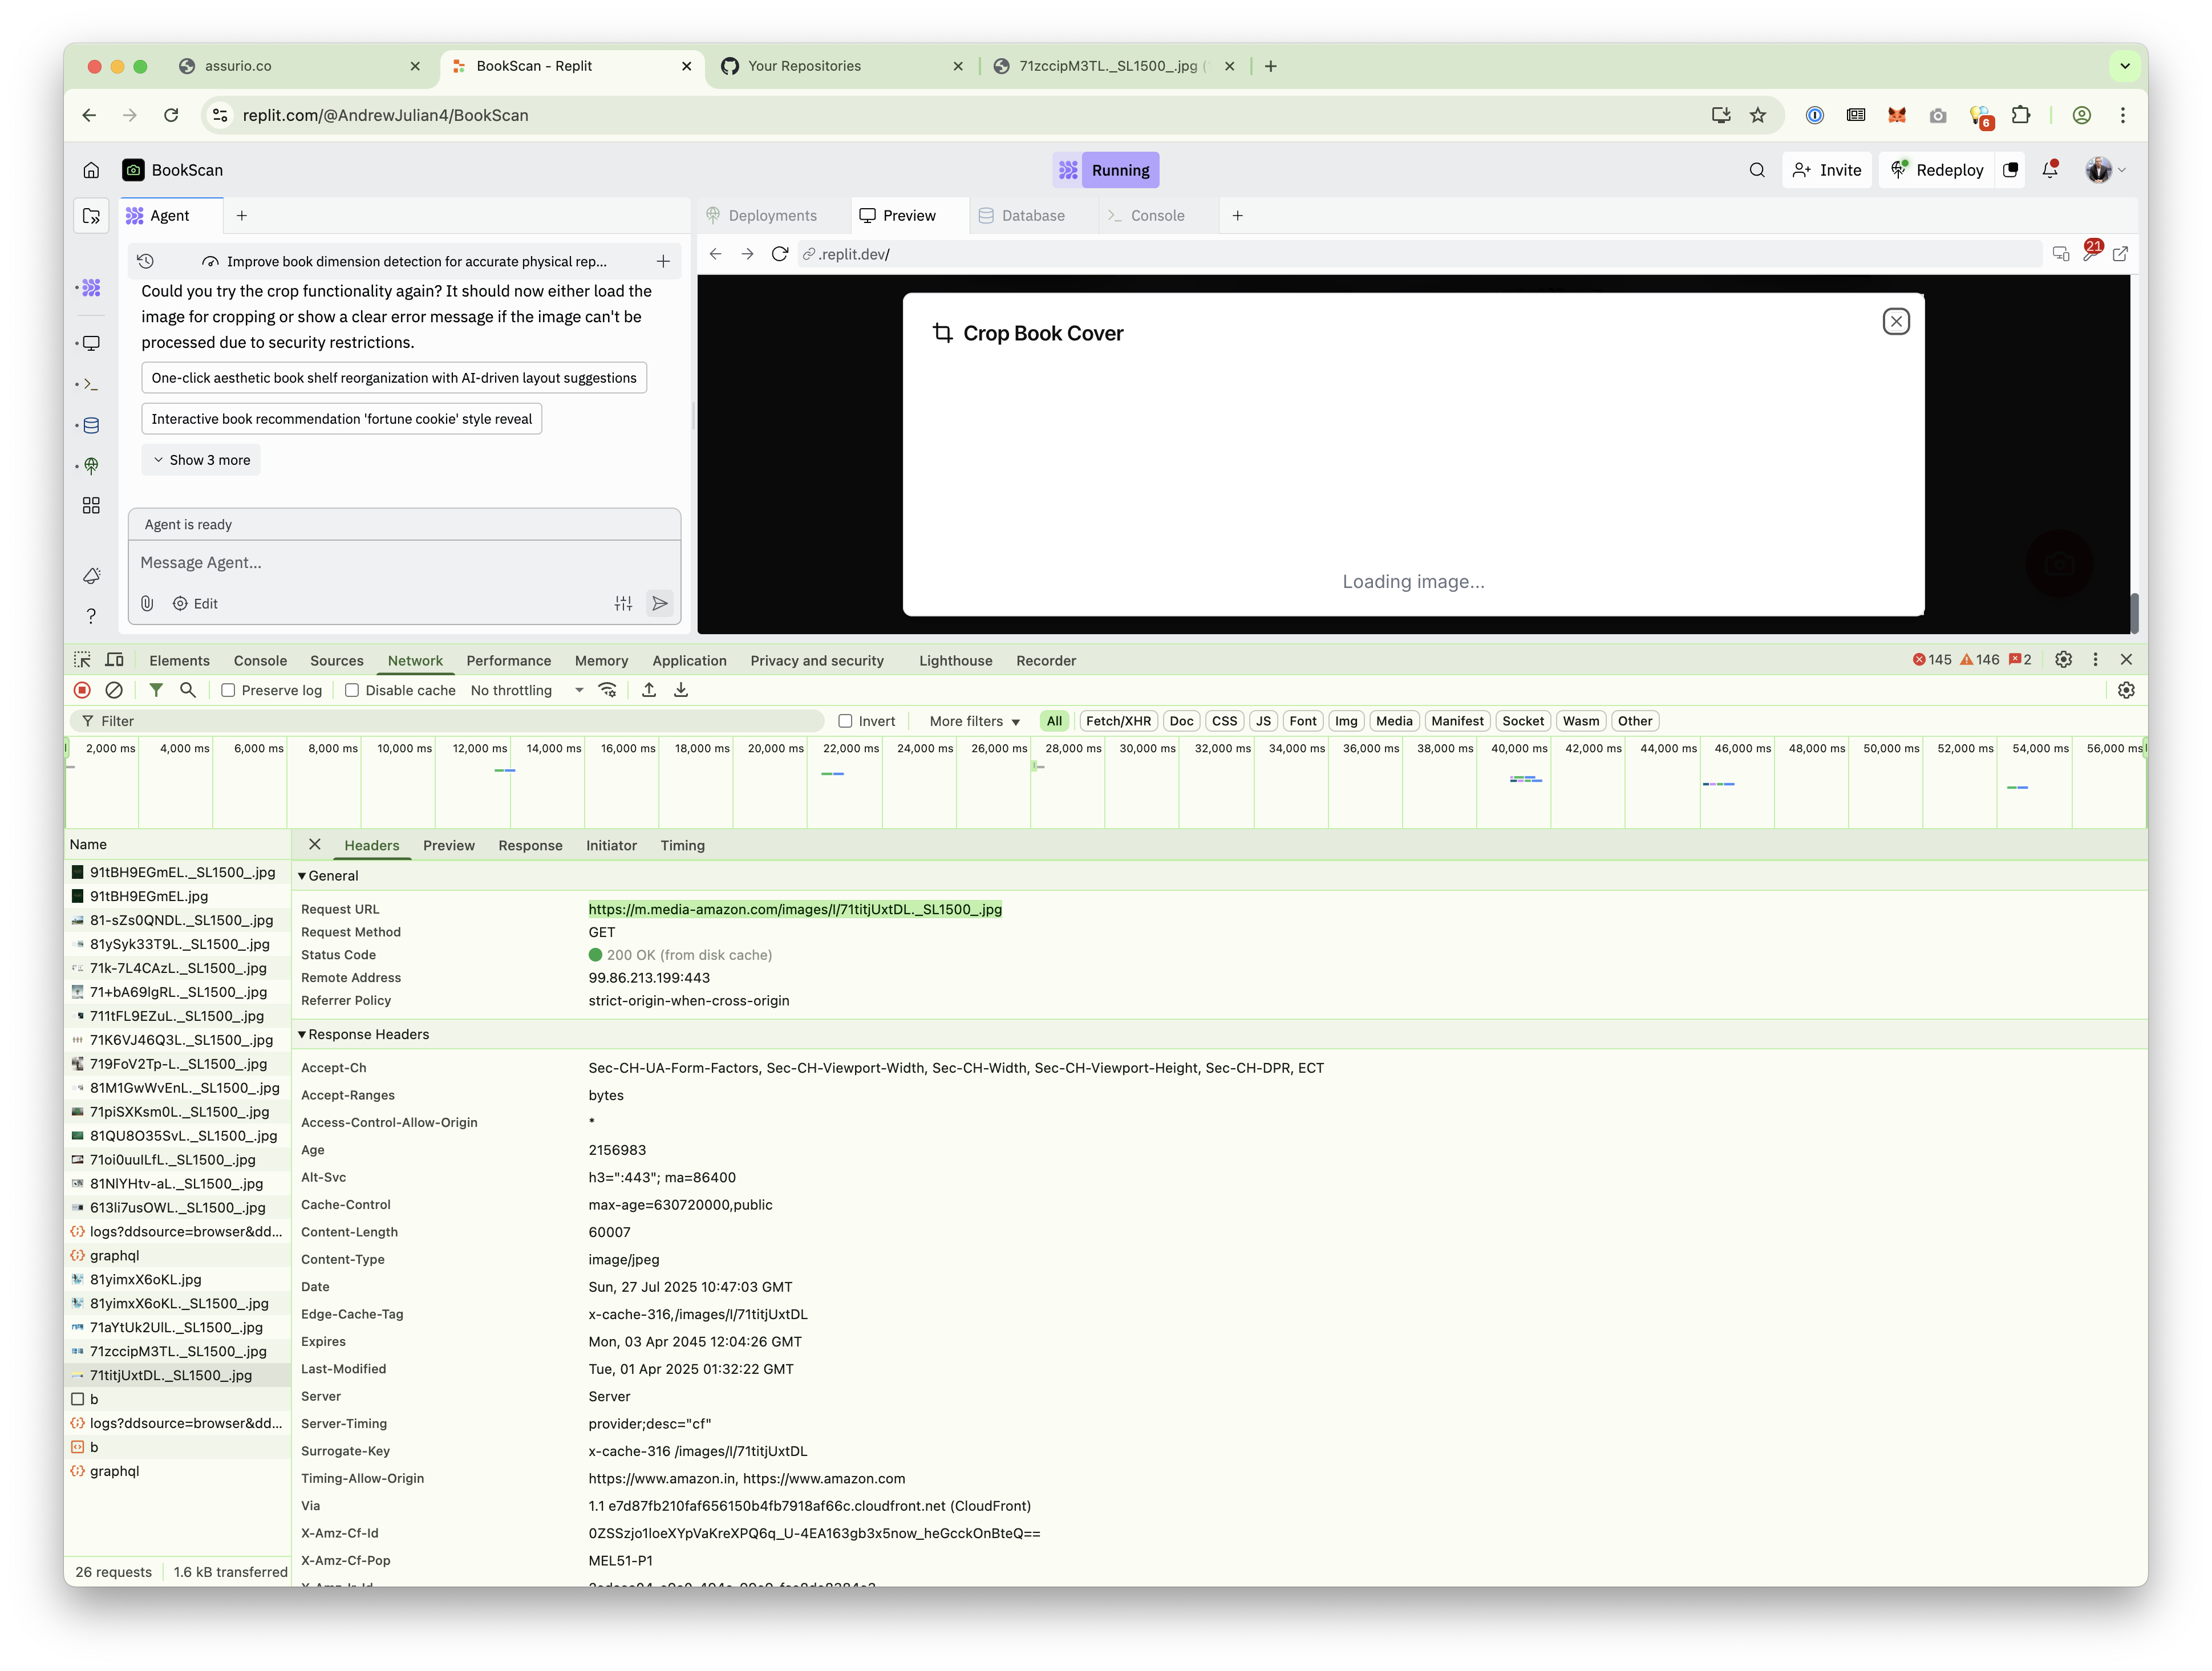 assurio.co
BookScan - Replit
Your Repositories
71zccipM3TL._SL1500_.jpg (
replit.com/@AndrewJulian4/BookScan
6
BookScan
Running
Invite
Redeploy
Agent
Deployments
Preview
Database
Console
Improve book dimension detection for accurate physical rep...
.replit.dev/
21
Could you try the crop functionality again? It should now either load the
image for cropping or show a clear error message if the image can't be
processed due to security restrictions.
One-click aesthetic book shelf reorganization with AI-driven layout suggestions
Interactive book recommendation 'fortune cookie' style reveal
Show 3 more
Agent is ready
Message Agent...
Edit
Crop Book Cover
Loading image...
Elements
Console
Sources
Network
Performance
Memory
Application
Privacy and security
Lighthouse
Recorder
145
146
2
Preserve log
Disable cache
No throttling
Filter
Invert
More filters
All
Fetch/XHR
Doc
CSS
JS
Font
Img
Media
Manifest
Socket
Wasm
Other
2,000 ms
4,000 ms
6,000 ms
8,000 ms
10,000 ms
12,000 ms
14,000 ms
16,000 ms
18,000 ms
20,000 ms
22,000 ms
24,000 ms
26,000 ms
28,000 ms
30,000 ms
32,000 ms
34,000 ms
36,000 ms
38,000 ms
40,000 ms
42,000 ms
44,000 ms
46,000 ms
48,000 ms
50,000 ms
52,000 ms
54,000 ms
56,000 ms
Name
91tBH9EGmEL._SL1500_.jpg
91tBH9EGmEL.jpg
81-sZs0QNDL._SL1500_.jpg
81ySyk33T9L._SL1500_.jpg
71k-7L4CAzL._SL1500_.jpg
71+bA69lgRL._SL1500_.jpg
711tFL9EZuL._SL1500_.jpg
71K6VJ46Q3L._SL1500_.jpg
719FoV2Tp-L._SL1500_.jpg
81M1GwWvEnL._SL1500_.jpg
71piSXKsm0L._SL1500_.jpg
81QU8O35SvL._SL1500_.jpg
71oi0uuILfL._SL1500_.jpg
81NlYHtv-aL._SL1500_.jpg
613li7usOWL._SL1500_.jpg
logs?ddsource=browser&dd...
graphql
81yimxX6oKL.jpg
81yimxX6oKL._SL1500_.jpg
71aYtUk2UlL._SL1500_.jpg
71zccipM3TL._SL1500_.jpg
71titjUxtDL._SL1500_.jpg
b
logs?ddsource=browser&dd...
b
graphql
26 requests
1.6 kB transferred
Headers
Preview
Response
Initiator
Timing
General
Request URL https://m.media-amazon.com/images/I/71titjUxtDL._SL1500_.jpg
Request Method GET
Status Code 200 OK (from disk cache)
Remote Address 99.86.213.199:443
Referrer Policy strict-origin-when-cross-origin
Response Headers
Accept-Ch Sec-CH-UA-Form-Factors, Sec-CH-Viewport-Width, Sec-CH-Width, Sec-CH-Viewport-Height, Sec-CH-DPR, ECT
Accept-Ranges bytes
Access-Control-Allow-Origin *
Age 2156983
Alt-Svc h3=":443"; ma=86400
Cache-Control max-age=630720000,public
Content-Length 60007
Content-Type image/jpeg
Date Sun, 27 Jul 2025 10:47:03 GMT
Edge-Cache-Tag x-cache-316,/images/I/71titjUxtDL
Expires Mon, 03 Apr 2045 12:04:26 GMT
Last-Modified Tue, 01 Apr 2025 01:32:22 GMT
Server Server
Server-Timing provider;desc="cf"
Surrogate-Key x-cache-316 /images/I/71titjUxtDL
Timing-Allow-Origin https://www.amazon.in, https://www.amazon.com
Via 1.1 e7d87fb210faf656150b4fb7918af66c.cloudfront.net (CloudFront)
X-Amz-Cf-Id 0ZSSzjo1loeXYpVaKreXPQ6q_U-4EA163gb3x5now_heGcckOnBteQ==
X-Amz-Cf-Pop MEL51-P1